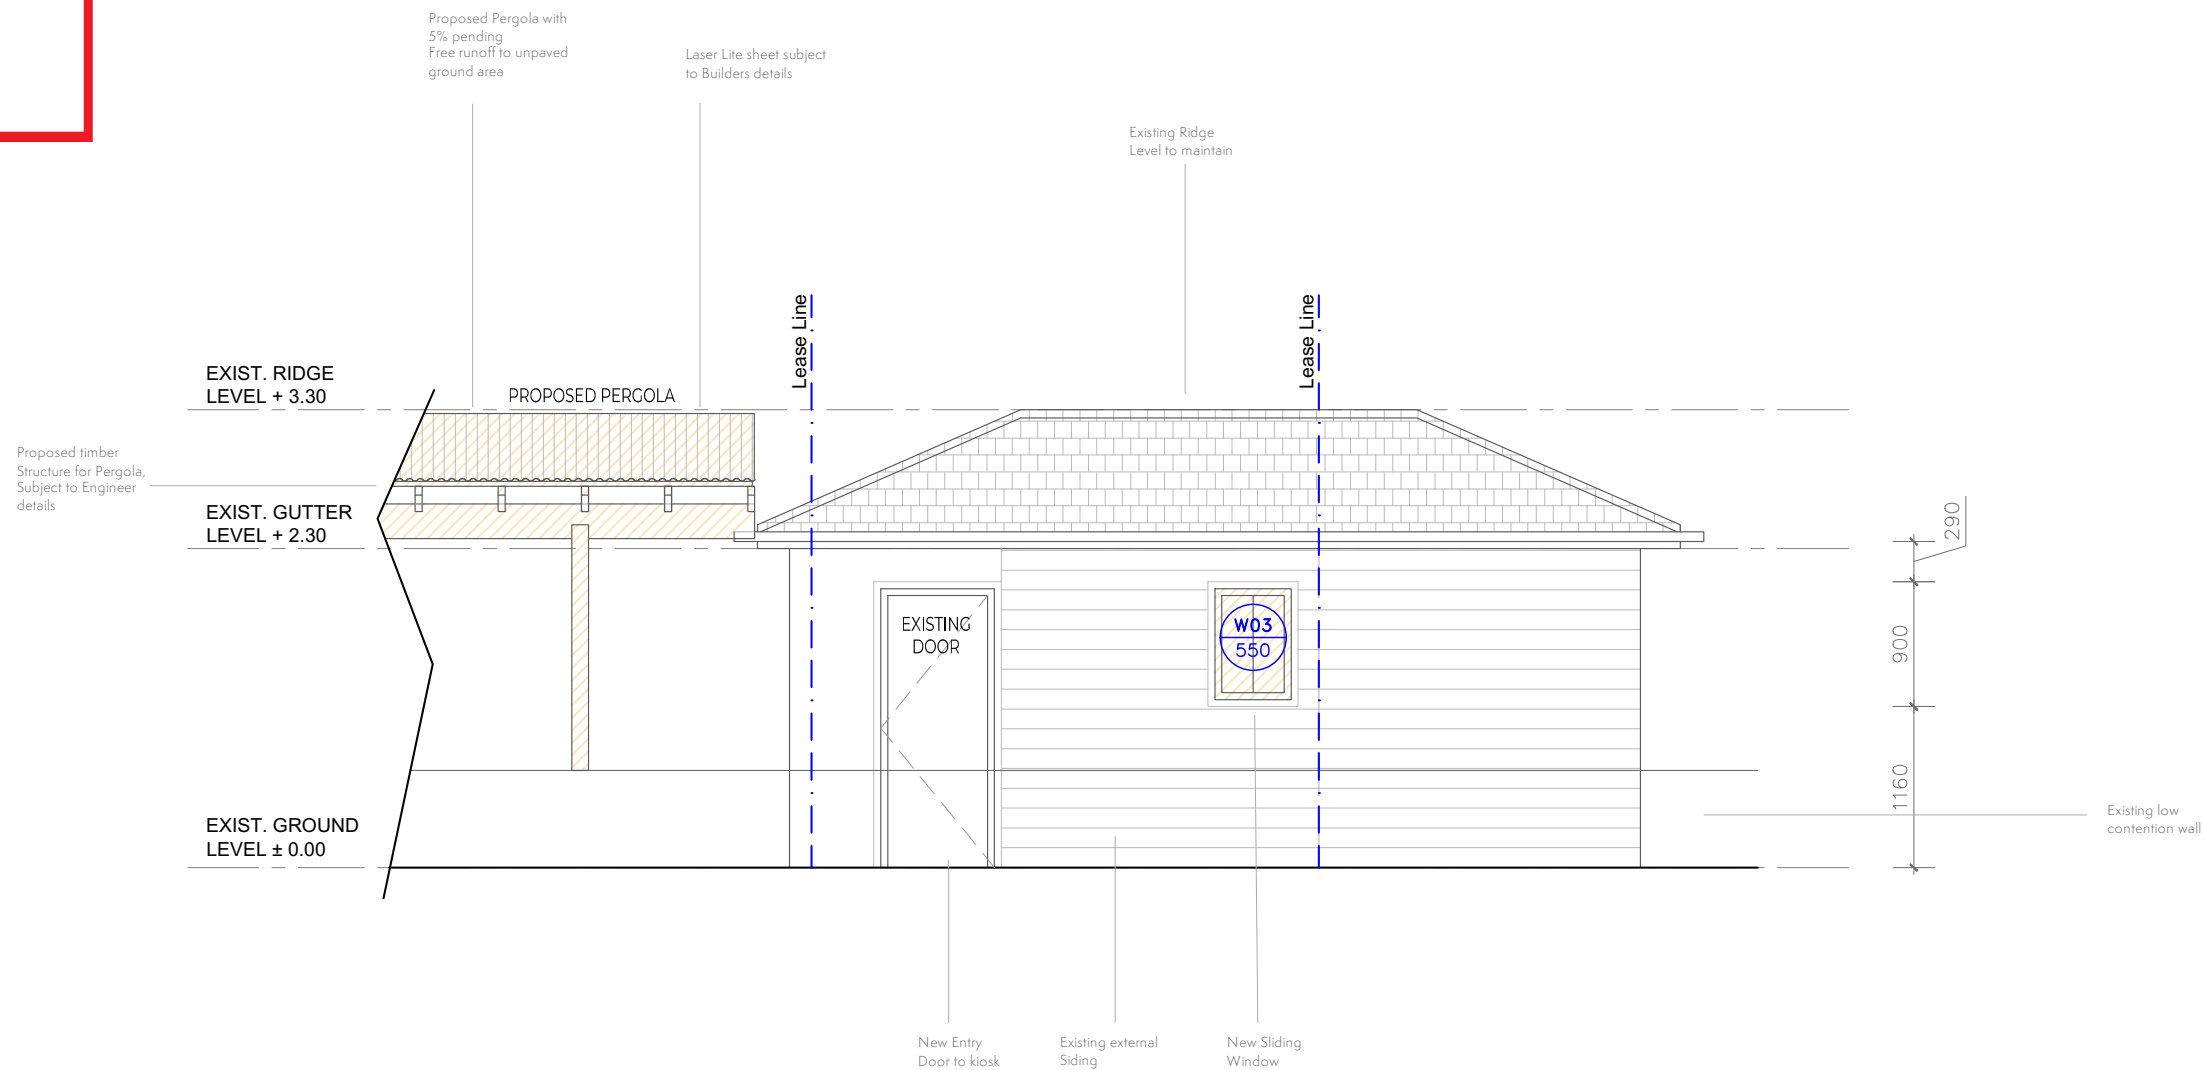 Proposed Pergola with
5% pending
Free runoff to unpaved
ground area
Laser Lite sheet subject
to Builders details
Existing Ridge
Level to maintain
Lease Line
Lease Line
EXIST. RIDGE
LEVEL + 3.30
PROPOSED PERGOLA
Proposed timber
Structure for Pergola,
Subject to Engineer
details
EXIST. GUTTER
LEVEL + 2.30
290
EXISTING
DOOR
W03
550
900
1160
EXIST. GROUND
LEVEL ± 0.00
Existing low
contention wall
New Entry
Door to kiosk
Existing external
Siding
New Sliding
Window